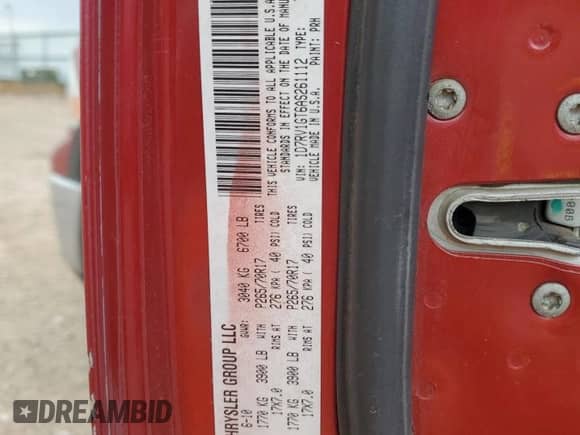 HRYSLER GROUP LLC
6-10 GVWR: 3040 KG 6700 LB
1770 KG 3900 LB WITH P265/70R17 TIRES
17X7.0 RIMS AT 276 KPA ( 40 PSI) COLD
1770 KG 3900 LB WITH P265/70R17 TIRES
17X7.0 RIMS AT 276 KPA ( 40 PSI) COLD
THIS VEHICLE CONFORMS TO ALL APPLICABLE U.S.A.
STANDARDS IN EFFECT ON THE DATE OF MANU
VIN: 1D7RV1GT6AS261112 TYPE:
VEHICLE MADE IN U.S.A. PAINT: PRH
DREAMBID